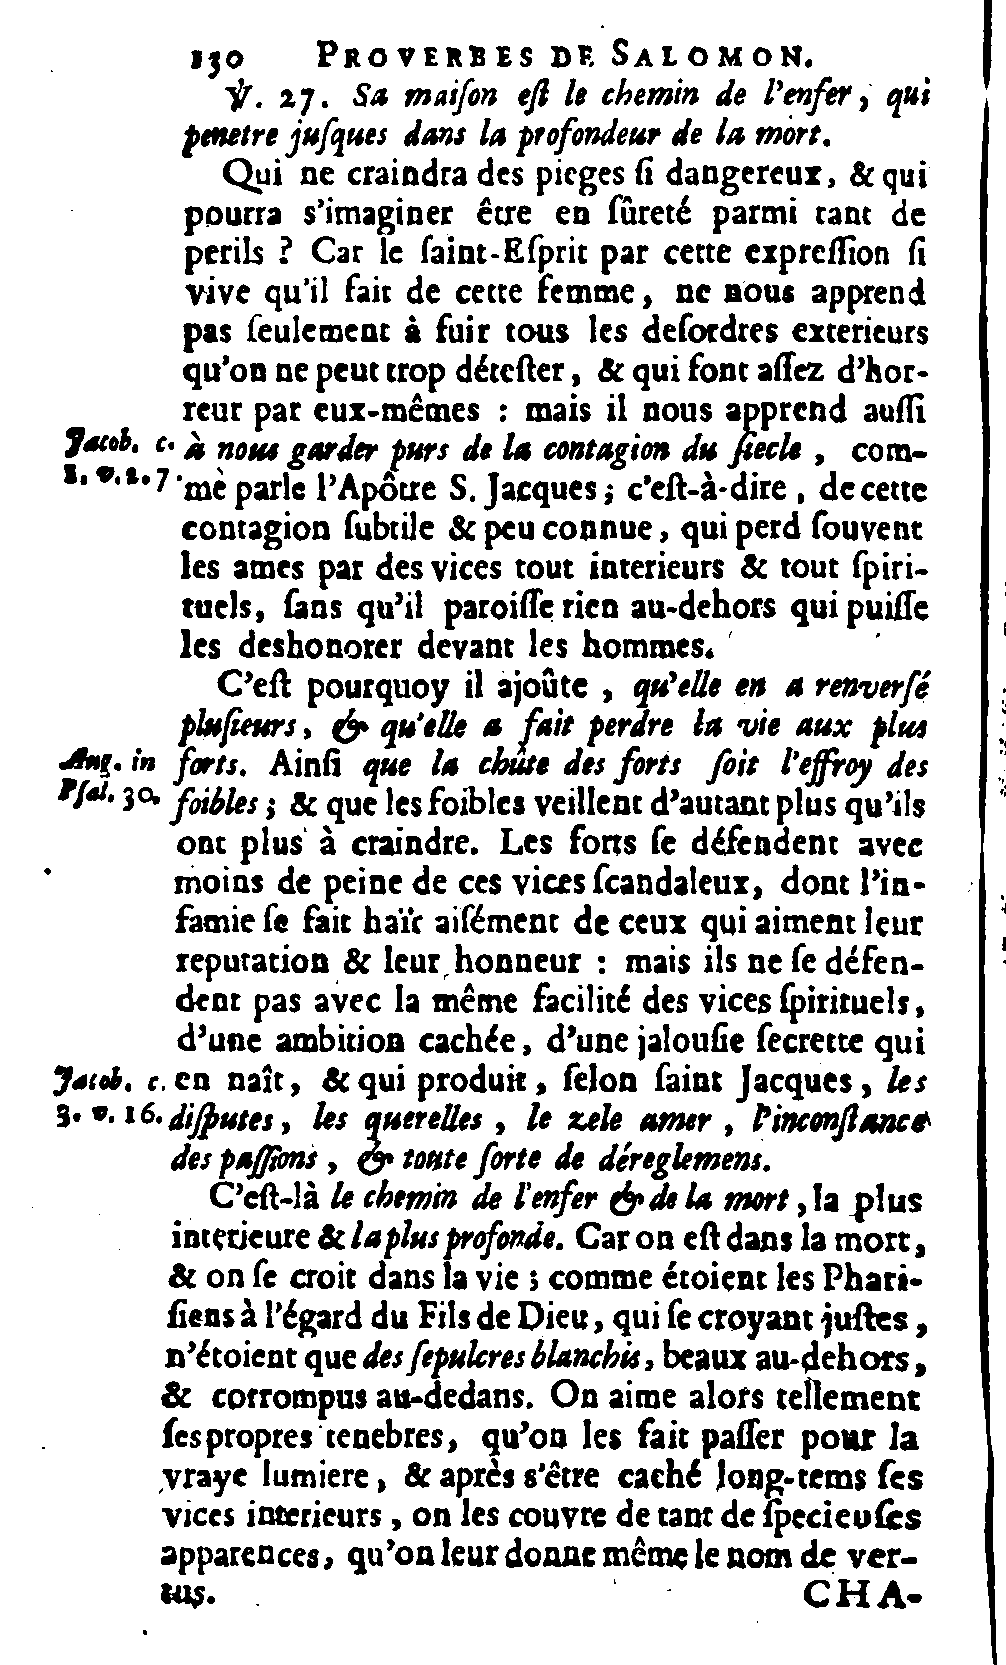 130 PROVERBES DE SALOMON.
℣. 27. Sa maiſon eſt le chemin de l'enfer, qui
penetre juſques dans la profondeur de la mort.
Qui ne craindra des pieges ſi dangereux, & qui
pourra s'imaginer être en ſûreté parmi tant de
perils ? Car le ſaint-Eſprit par cette expreſſion ſi
vive qu'il fait de cette femme, ne nous apprend
pas ſeulement à fuir tous les deſordres exterieurs
qu'on ne peut trop déteſter, & qui font aſſez d'hor-
reur par eux-mêmes : mais il nous apprend auſſi
Jacob. c. à nous garder purs de la contagion du ſiecle, com-
1. v. 2. 7 me parle l'Apôtre S. Jacques ; c'eſt-à-dire, de cette
contagion ſubtile & peu connue, qui perd ſouvent
les ames par des vices tout interieurs & tout ſpiri-
tuels, ſans qu'il paroiſſe rien au-dehors qui puiſſe
les deshonorer devant les hommes.
C'eſt pourquoy il ajoûte, qu'elle en a renverſé
pluſieurs, & qu'elle a fait perdre la vie aux plus
Aug. in forts. Ainſi que la chûte des forts ſoit l'effroy des
Pſal. 30. foibles ; & que les foibles veillent d'autant plus qu'ils
ont plus à craindre. Les forts ſe défendent avec
moins de peine de ces vices ſcandaleux, dont l'in-
famie ſe fait haïr aiſément de ceux qui aiment leur
reputation & leur honneur : mais ils ne ſe défen-
dent pas avec la même facilité des vices ſpirituels,
d'une ambition cachée, d'une jalouſie ſecrette qui
Jacob. c. en naît, & qui produit, ſelon ſaint Jacques, les
3. v. 16. diſputes, les querelles, le zele amer, l'inconſtance
des paſſions, & toute ſorte de déreglemens.
C'eſt-là le chemin de l'enfer & de la mort, la plus
interieure & la plus profonde. Car on eſt dans la mort,
& on ſe croit dans la vie ; comme étoient les Phari-
ſiens à l'égard du Fils de Dieu, qui ſe croyant juſtes,
n'étoient que des ſepulcres blanchis, beaux au-dehors,
& corrompus au-dedans. On aime alors tellement
ſes propres tenebres, qu'on les fait paſſer pour la
vraye lumiere, & après s'être caché long-tems ſes
vices interieurs, on les couvre de tant de ſpecieuſes
apparences, qu'on leur donne même le nom de ver-
tus. CHA-